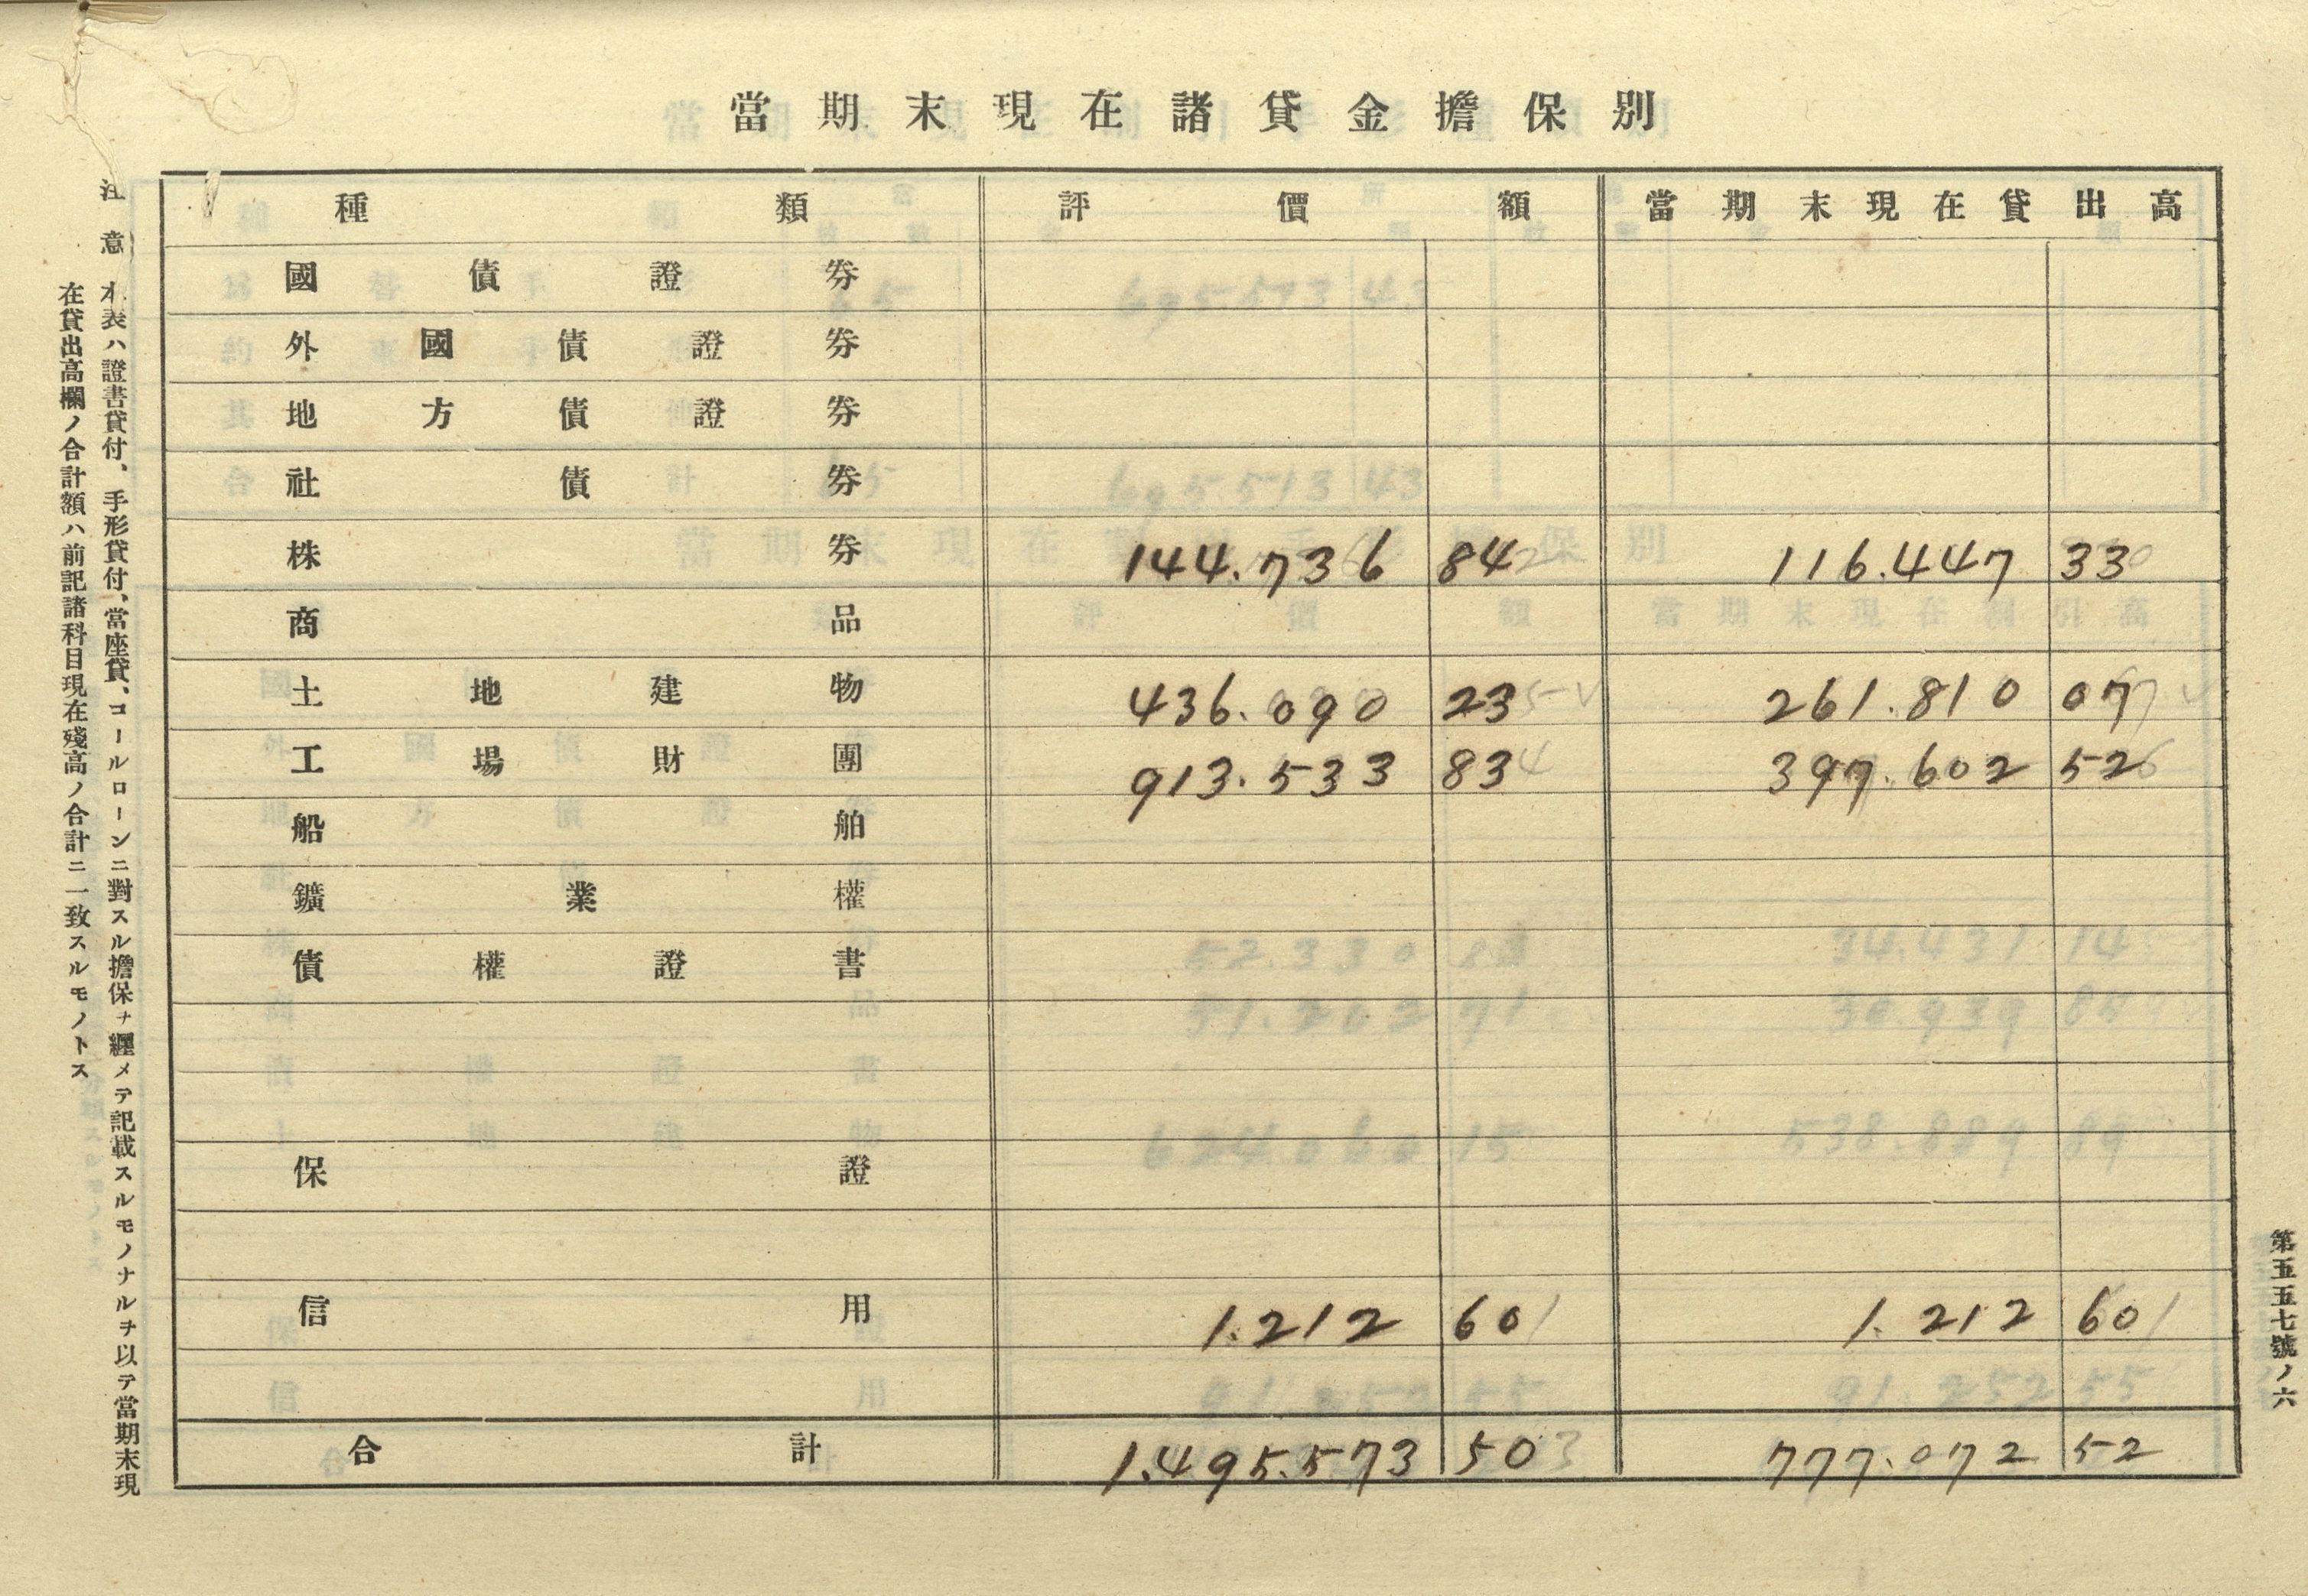 當期末現在諸貸金擔保別
種類 評價額 當期末現在貸出高
國債證券
外國債證券
地方債證券
社債券
株券 144.736 84 116.447 33
商品
土地建物 436.090 23 261.810 07
工場財團 913.533 83 397.602 52
船舶
鑛業權
債權證書
保證
信用 1.212 60 1.212 60
合計 1.495.573 50 777.072 52
注意 本表ハ證書貸付、手形貸付、當座貸、コールローンニ對スル擔保ヲ纒メテ記載スルモノナルヲ以テ當期末現
在貸出高欄ノ合計額ハ前記諸科目現在殘高ノ合計ニ一致スルモノトス
第五五七號ノ六